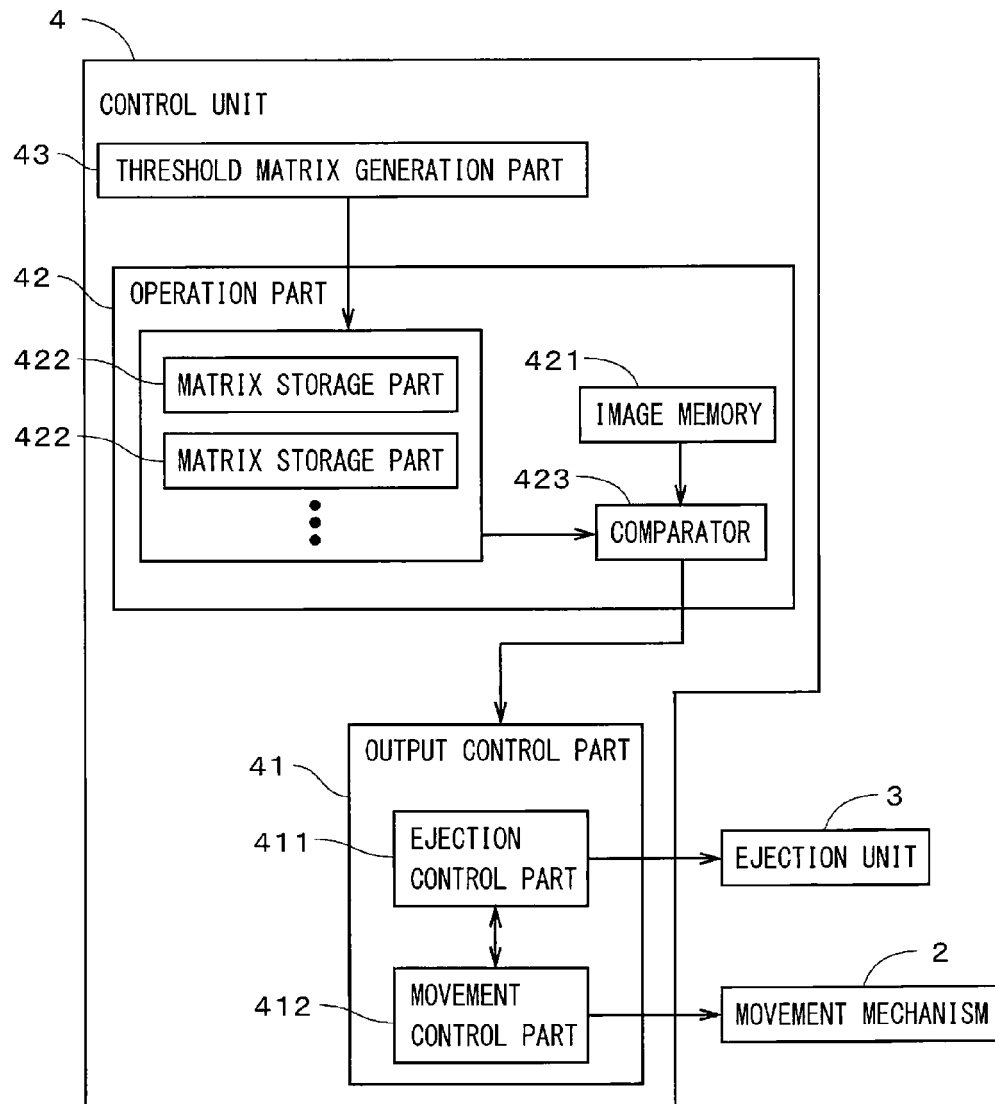 4
CONTROL UNIT
43
THRESHOLD MATRIX GENERATION PART
42
OPERATION PART
422
MATRIX STORAGE PART
421
IMAGE MEMORY
422
MATRIX STORAGE PART
423
COMPARATOR
OUTPUT CONTROL PART
41
411
EJECTION
CONTROL PART
3
EJECTION UNIT
412
MOVEMENT
CONTROL PART
2
MOVEMENT MECHANISM